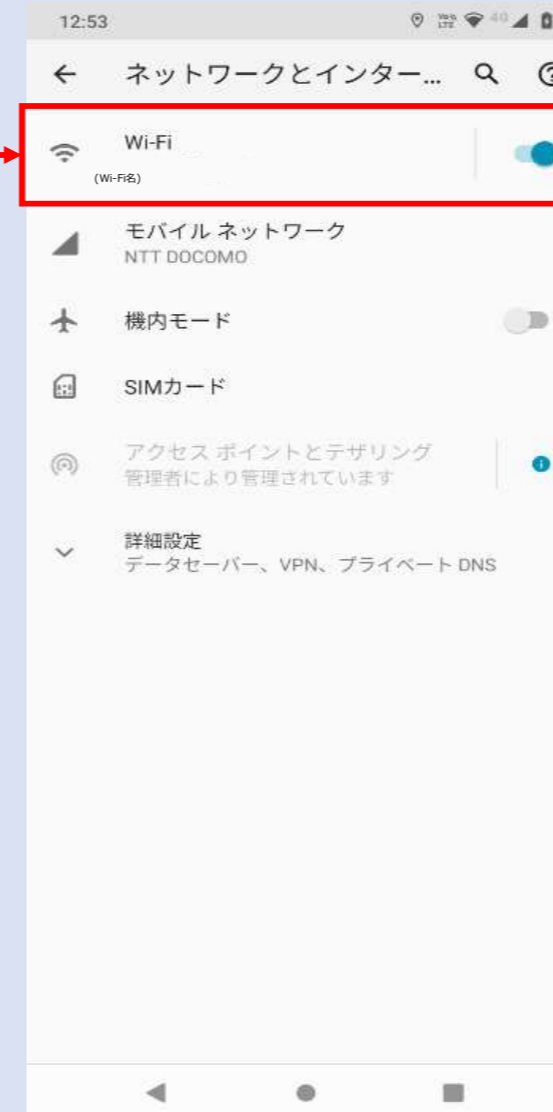 12:53
VoLTE 4G
ネットワークとインター...
Wi-Fi
(Wi-Fi名)
モバイル ネットワーク
NTT DOCOMO
機内モード
SIMカード
アクセス ポイントとテザリング
管理者により管理されています
詳細設定
データセーバー、VPN、プライベート DNS